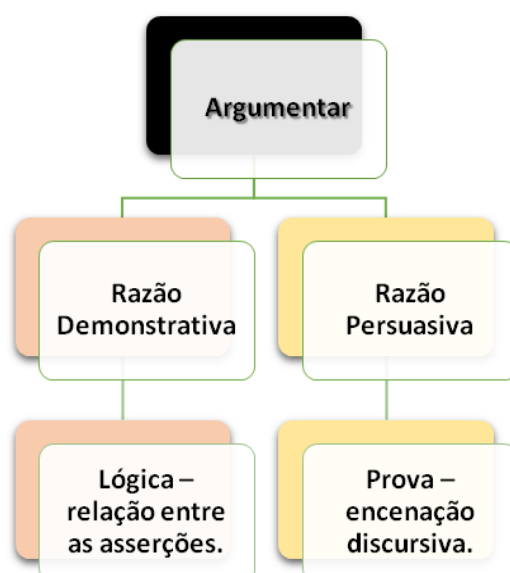 Argumentar
Razão
Demonstrativa
Razão
Persuasiva
Lógica –
relação entre
as asserções.
Prova –
encenação
discursiva.